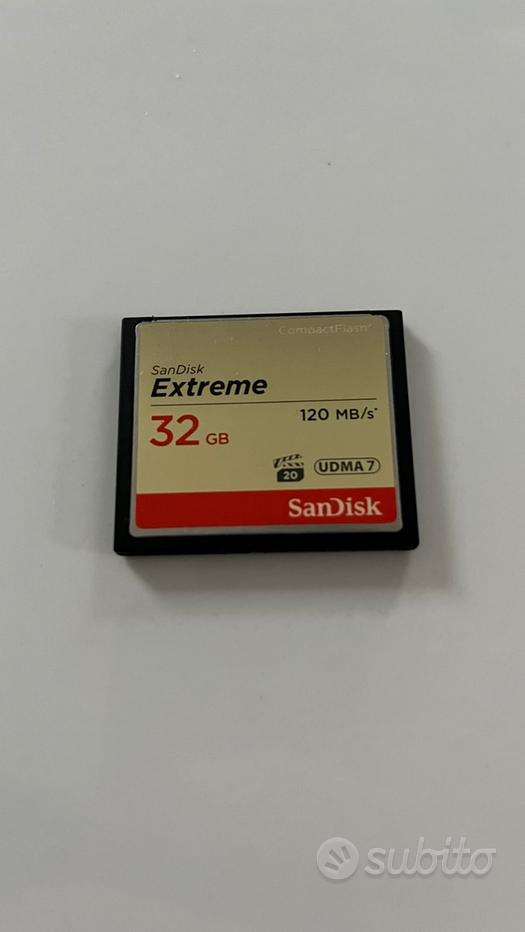 CompactFlash®
SanDisk
Extreme
32 GB
120 MB/s*
20
UDMA 7
SanDisk
subito